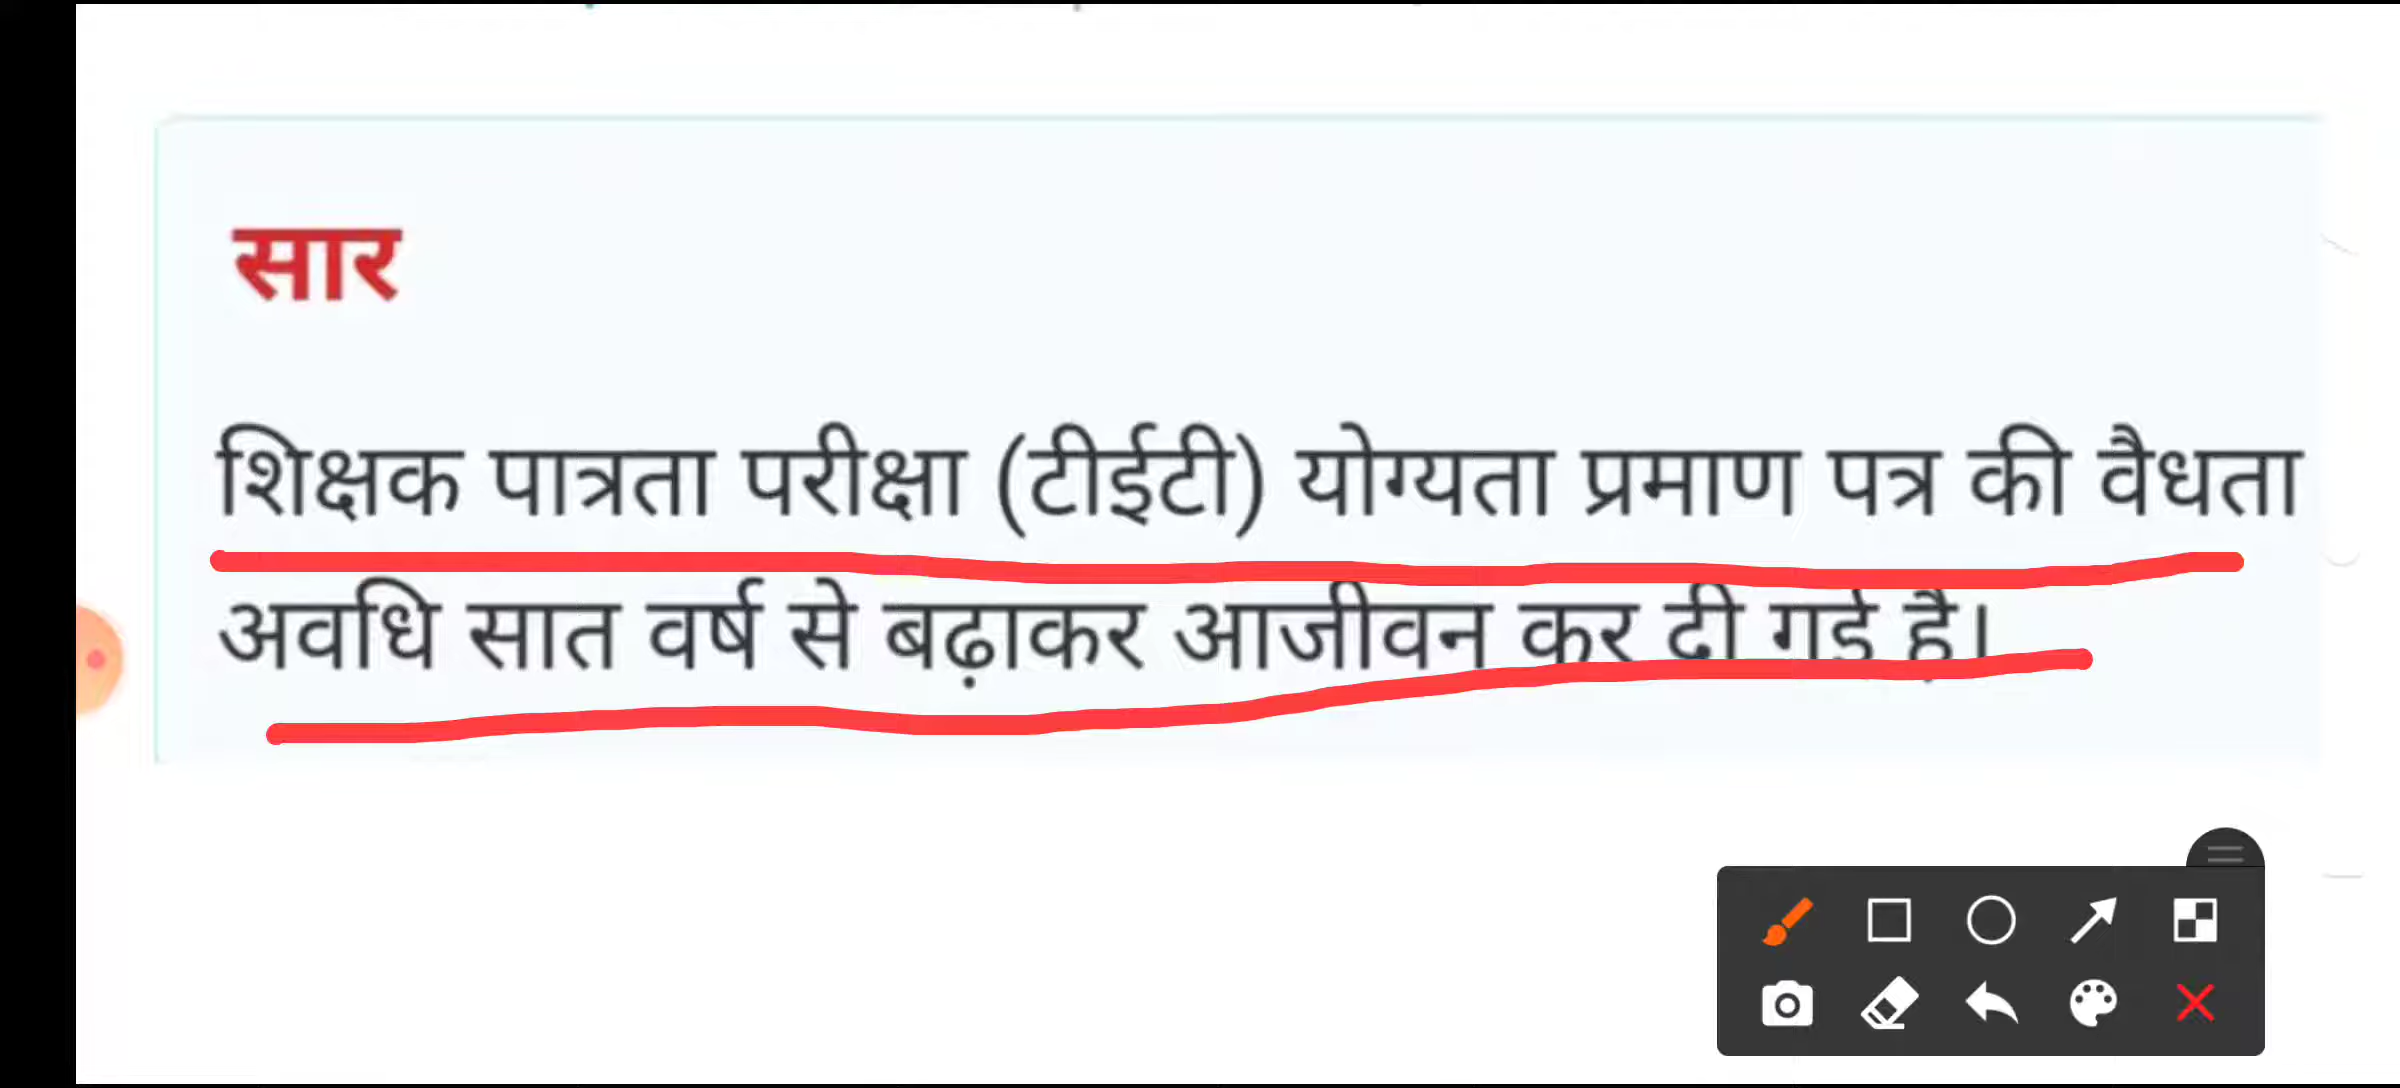 सार
शिक्षक पात्रता परीक्षा (टीईटी) योग्यता प्रमाण पत्र की वैधता
अवधि सात वर्ष से बढ़ाकर आजीवन कर दी गई है।